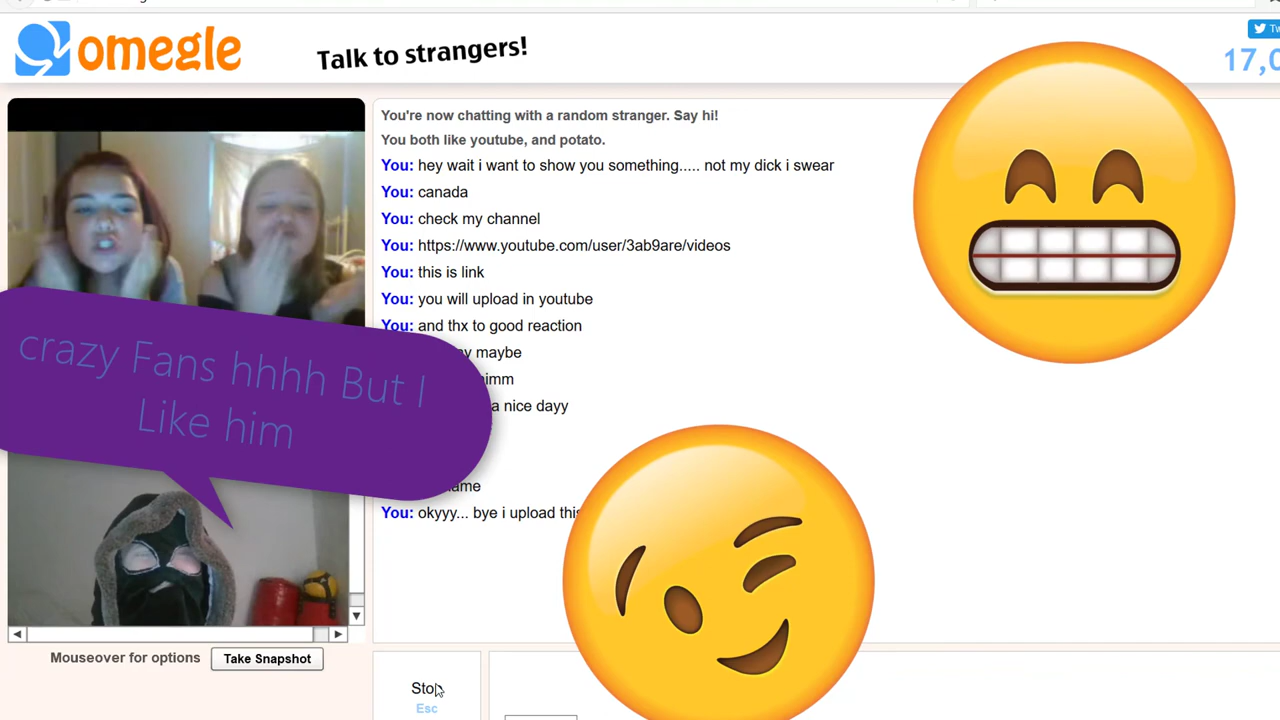 omegle
Talk to strangers!
Tw
17,0
You're now chatting with a random stranger. Say hi!
You both like youtube, and potato.
You: hey wait i want to show you something..... not my dick i swear
You: canada
You: check my channel
You: https://www.youtube.com/user/3ab9are/videos
You: this is link
You: you will upload in youtube
You: and thx to good reaction
maybe
a nice dayy
You: okyyy... bye i upload this
crazy Fans hhhh But I
Like him
Mouseover for options
Take Snapshot
Stop
Esc